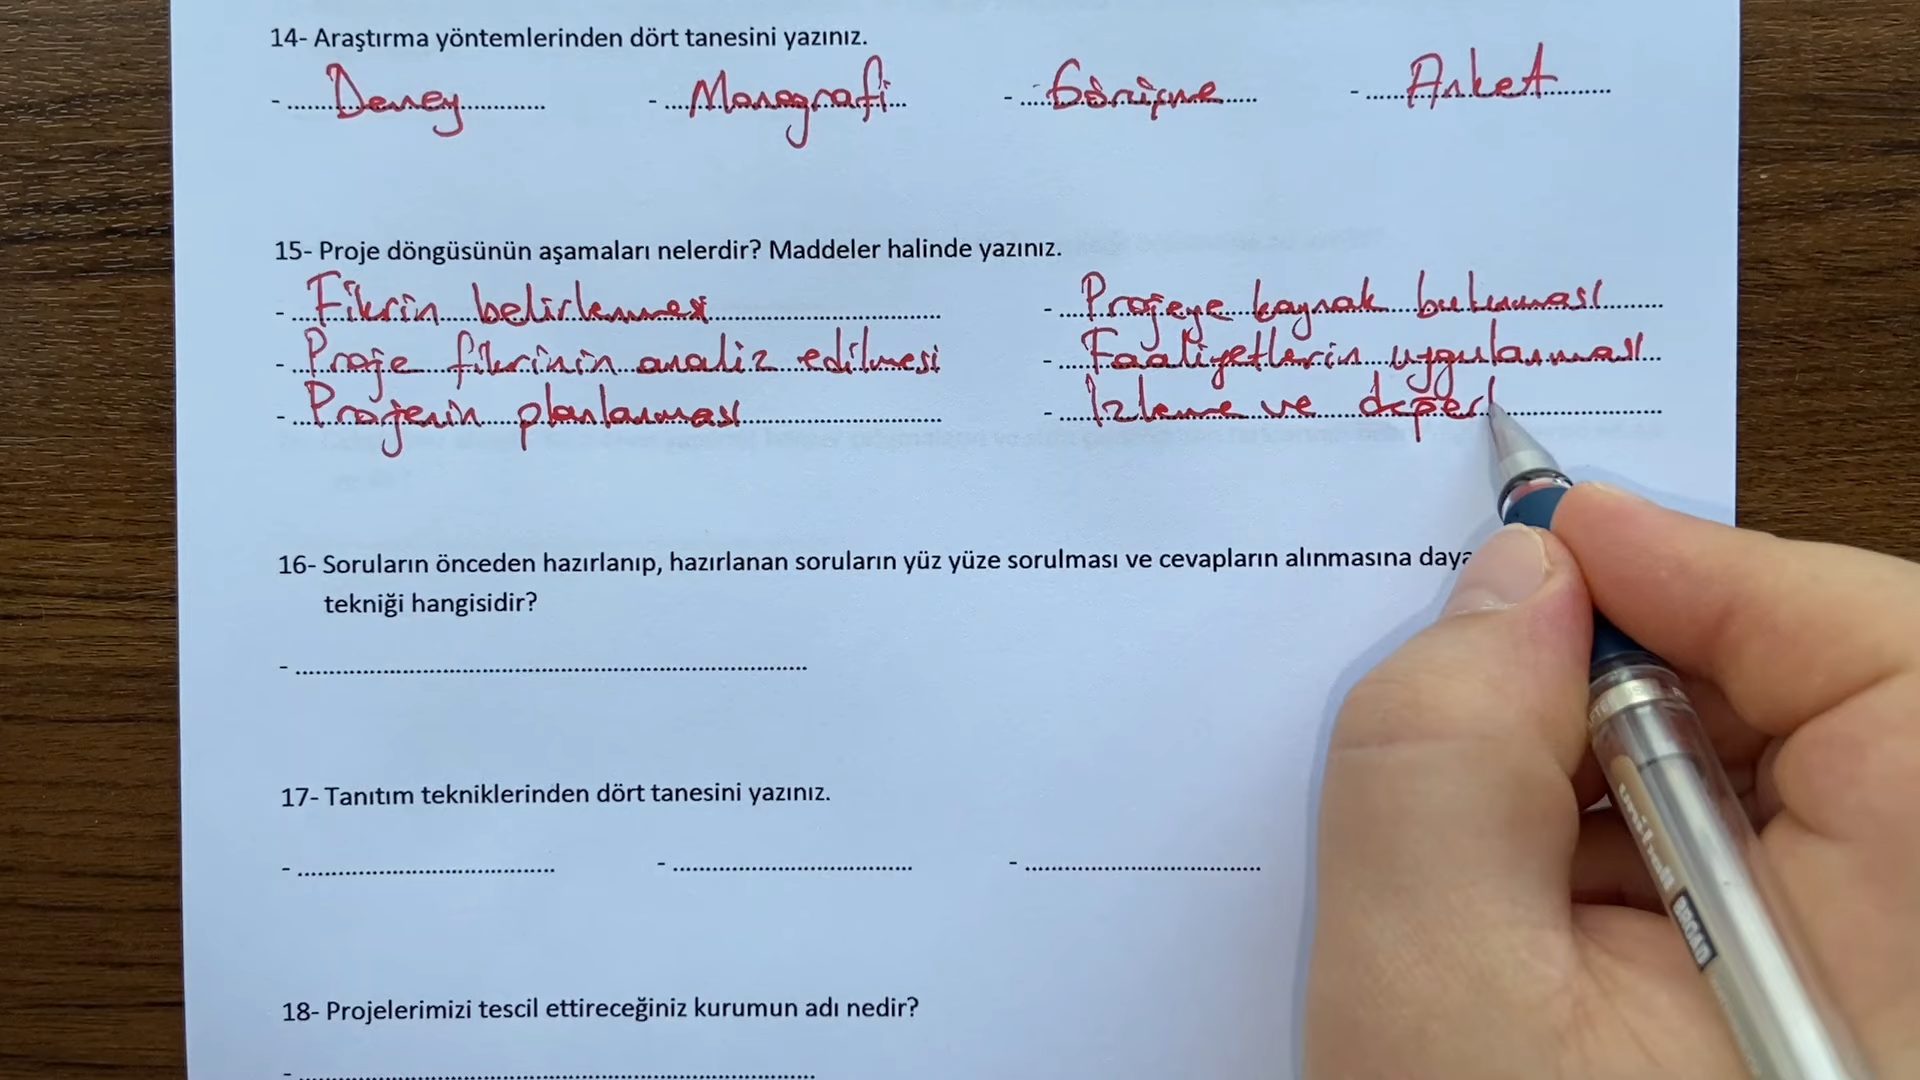 14- Araştırma yöntemlerinden dört tanesini yazınız.
- Deney - Monografi - Görüşme - Anket
15- Proje döngüsünün aşamaları nelerdir? Maddeler halinde yazınız.
- Fikrin belirlenmesi - Projeye kaynak bulunması
- Proje fikrinin analiz edilmesi - Faaliyetlerin uygulanması
- Projenin planlanması - İzleme ve değerl
16- Soruların önceden hazırlanıp, hazırlanan soruların yüz yüze sorulması ve cevapların alınmasına daya
tekniği hangisidir?
-
17- Tanıtım tekniklerinden dört tanesini yazınız.
- - -
18- Projelerimizi tescil ettireceğiniz kurumun adı nedir?
-
BROAD